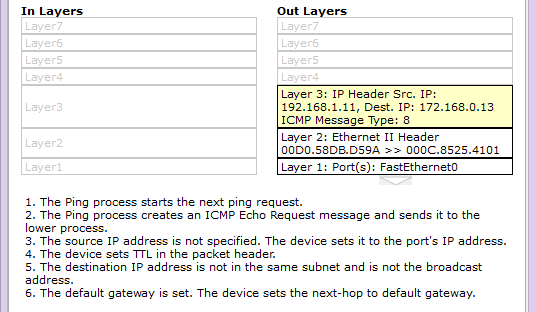 In Layers
Layer7
Layer6
Layer5
Layer4
Layer3
Layer2
Layer1
Out Layers
Layer7
Layer6
Layer5
Layer4
Layer 3: IP Header Src. IP:
192.168.1.11, Dest. IP: 172.168.0.13
ICMP Message Type: 8
Layer 2: Ethernet II Header
00D0.58DB.D59A >> 000C.8525.4101
Layer 1: Port(s): FastEthernet0
1. The Ping process starts the next ping request.
2. The Ping process creates an ICMP Echo Request message and sends it to the
lower process.
3. The source IP address is not specified. The device sets it to the port's IP address.
4. The device sets TTL in the packet header.
5. The destination IP address is not in the same subnet and is not the broadcast
address.
6. The default gateway is set. The device sets the next-hop to default gateway.